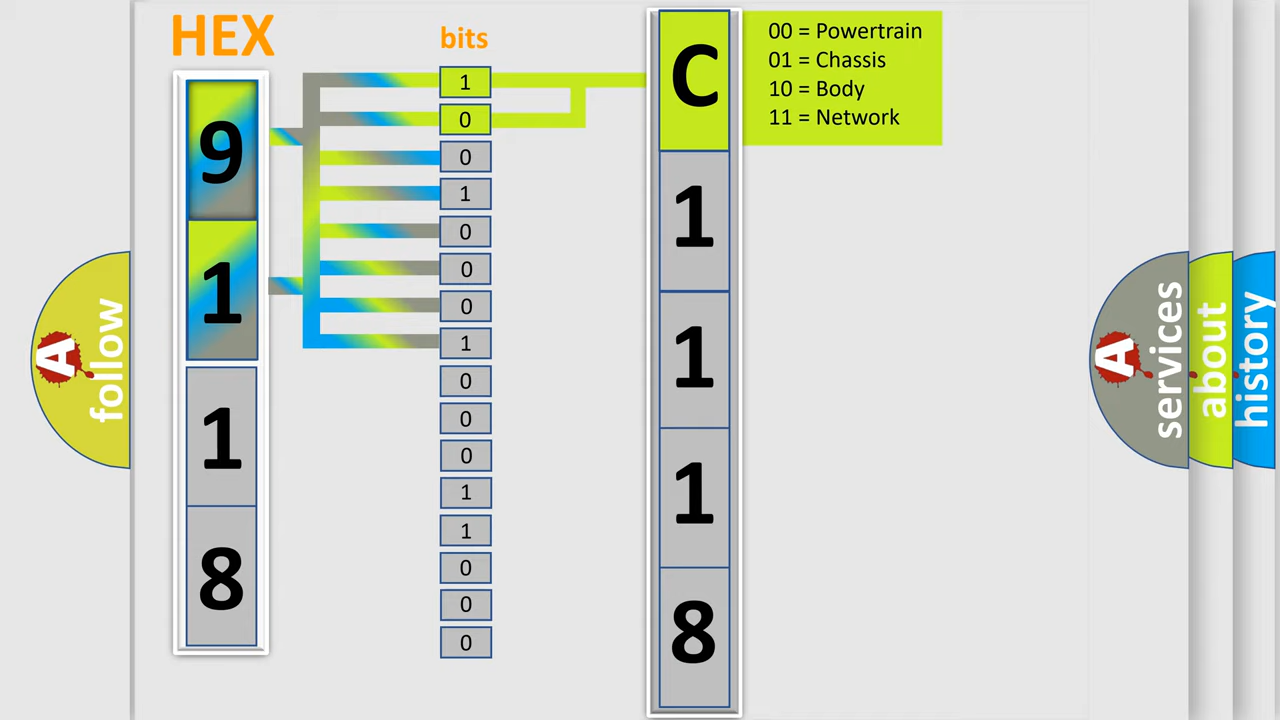 HEX
bits
9
1
1
8
1
0
0
1
0
0
0
1
0
0
0
1
1
0
0
0
C
1
1
1
8
00 = Powertrain
01 = Chassis
10 = Body
11 = Network
A
follow
A
services
about
history